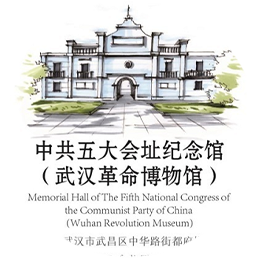 中共五大会址纪念馆
（武汉革命博物馆）
Memorial Hall of The Fifth National Congress of
the Communist Party of China
(Wuhan Revolution Museum)
武汉市武昌区中华路街都府